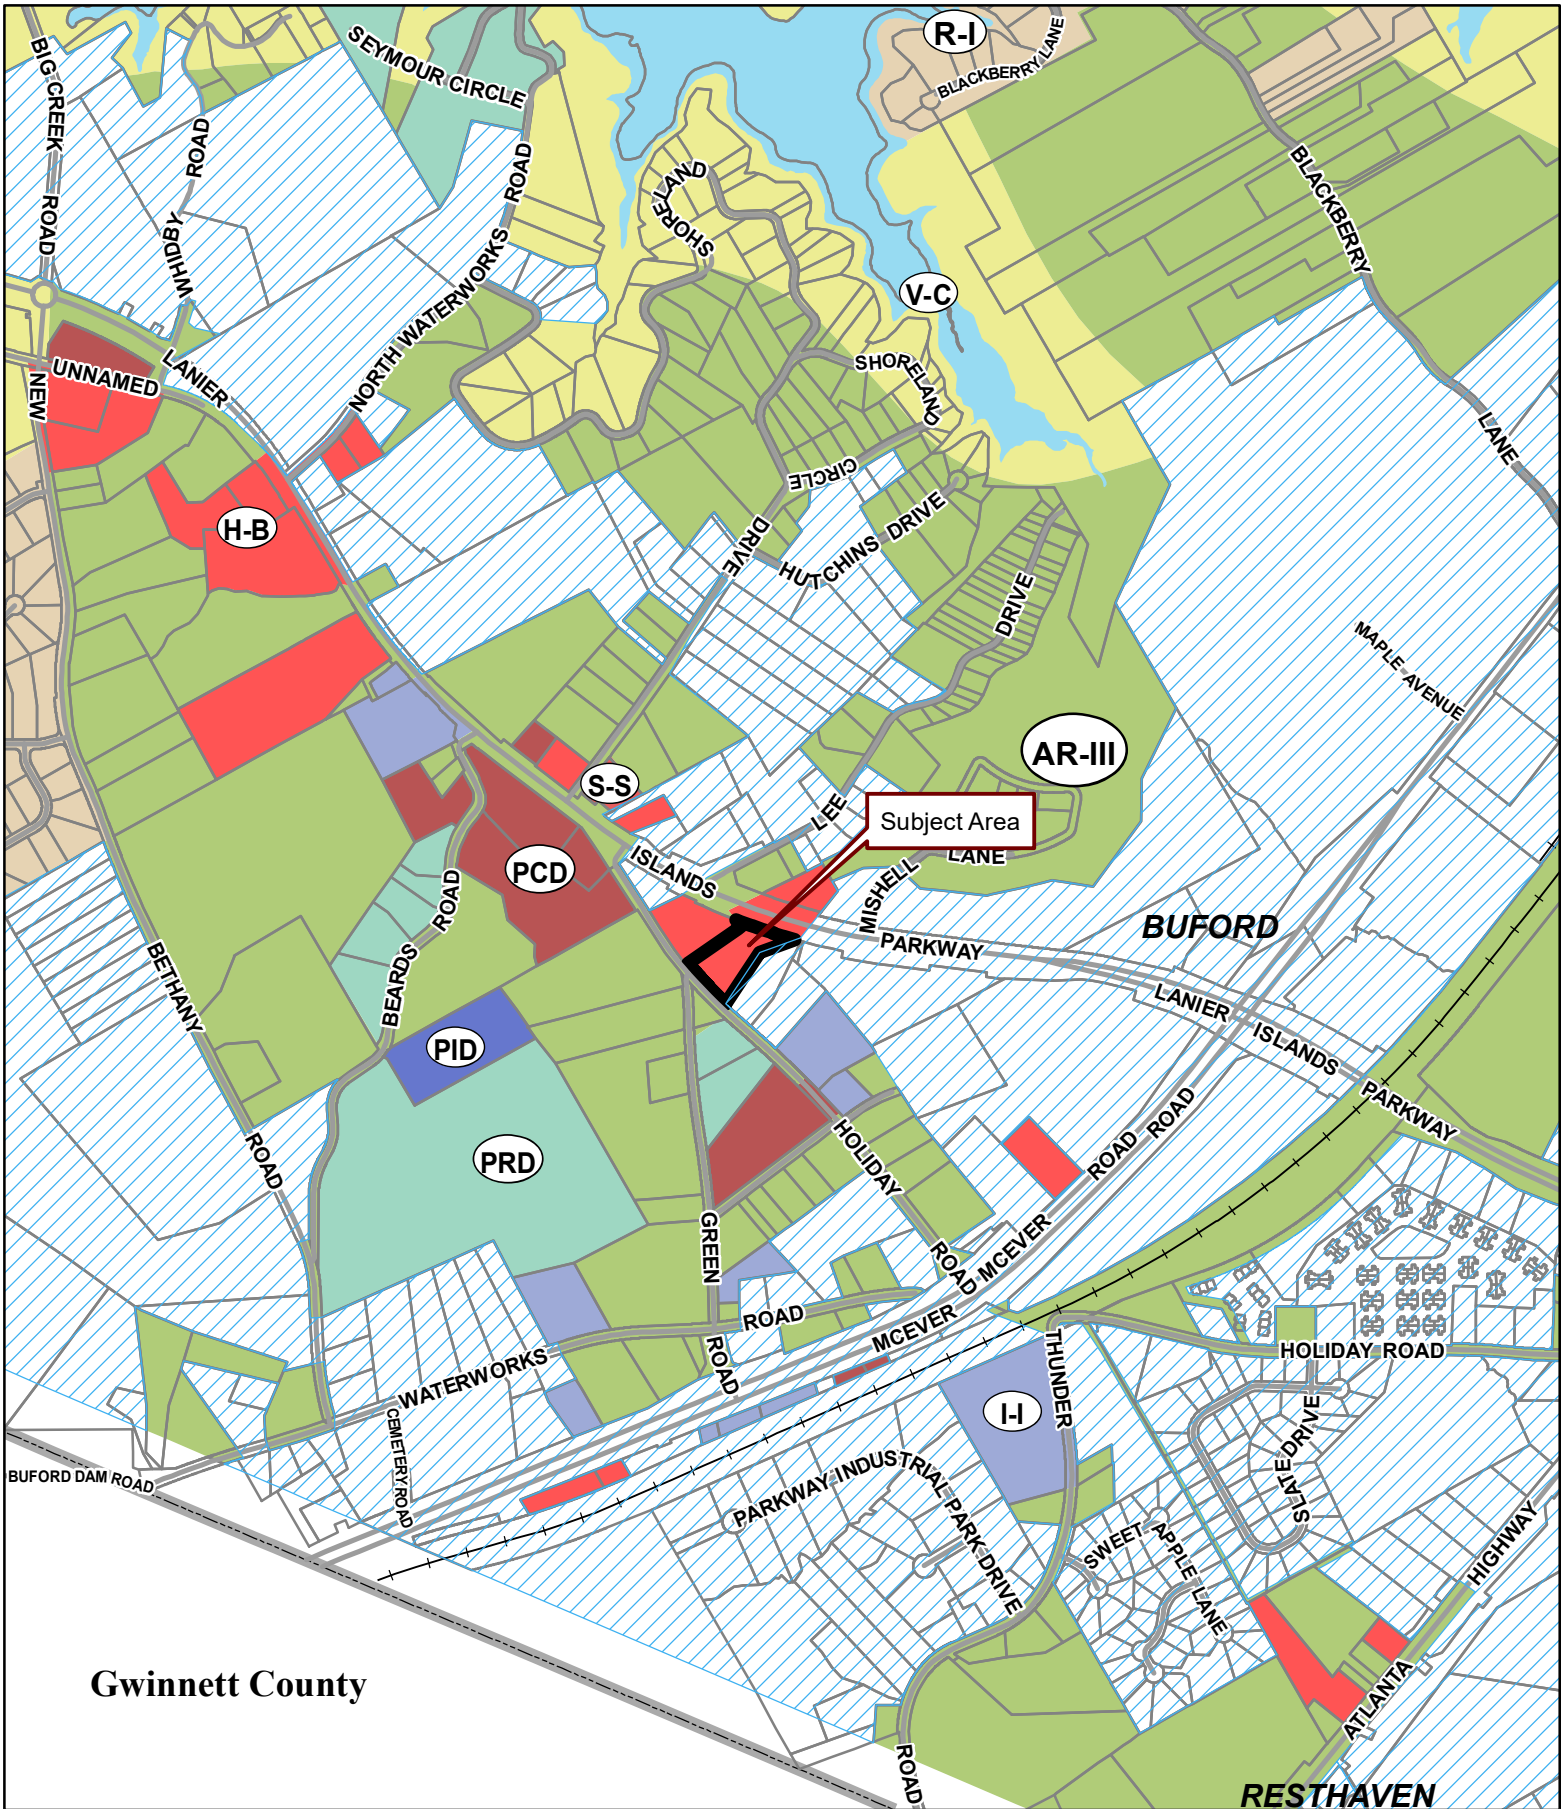 R-I
BLACKBERRY LANE
SEYMOUR CIRCLE
BIG CREEK
ROAD
WHIDBY
ROAD
NORTH WATERWORKS
ROAD
SHORE
LAND
BLACKBERRY
LANE
V-C
UNNAMED
NEW
LANIER
SHORELAND
CIRCLE
H-B
DRIVE
HUTCHINS DRIVE
DRIVE
MAPLE AVENUE
AR-III
S-S
LEE
Subject Area
ISLANDS
MISHELL
LANE
PCD
BUFORD
PARKWAY
BEARDS
ROAD
BETHANY
ROAD
LANIER
ISLANDS
PARKWAY
PID
PRD
HOLIDAY
ROAD
ROAD
ROAD
GREEN
ROAD
MCEVER
MCEVER
WATERWORKS
ROAD
THUNDER
ROAD
HOLIDAY ROAD
I-I
CEMETERY ROAD
BUFORD DAM ROAD
PARKWAY INDUSTRIAL PARK DRIVE
SLATE DRIVE
SWEET
APPLE LANE
HIGHWAY
ATLANTA
Gwinnett County
RESTHAVEN